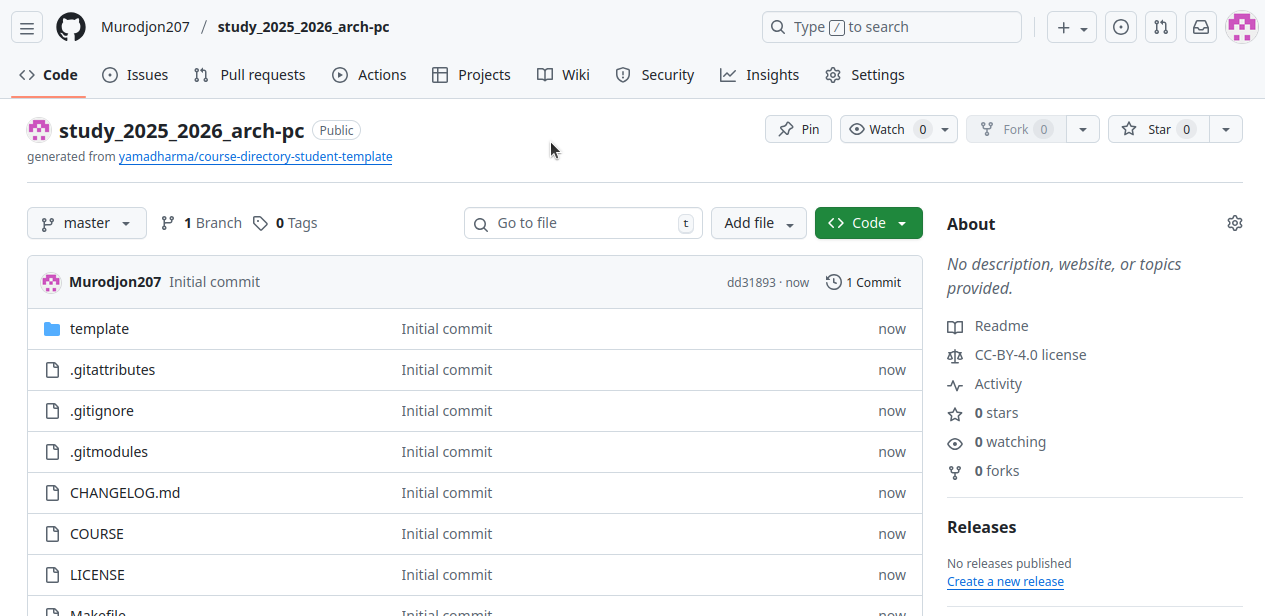 Murodjon207 / study_2025_2026_arch-pc Type / to search
Code Issues Pull requests Actions Projects Wiki Security Insights Settings
study_2025_2026_arch-pc Public Pin Watch 0 Fork 0 Star 0
generated from yamadharma/course-directory-student-template
master 1 Branch 0 Tags Go to file t Add file Code
Murodjon207 Initial commit dd31893 · now 1 Commit
template Initial commit now
.gitattributes Initial commit now
.gitignore Initial commit now
.gitmodules Initial commit now
CHANGELOG.md Initial commit now
COURSE Initial commit now
LICENSE Initial commit now
Makefile Initial commit now
About
No description, website, or topics
provided.
Readme
CC-BY-4.0 license
Activity
0 stars
0 watching
0 forks
Releases
No releases published
Create a new release